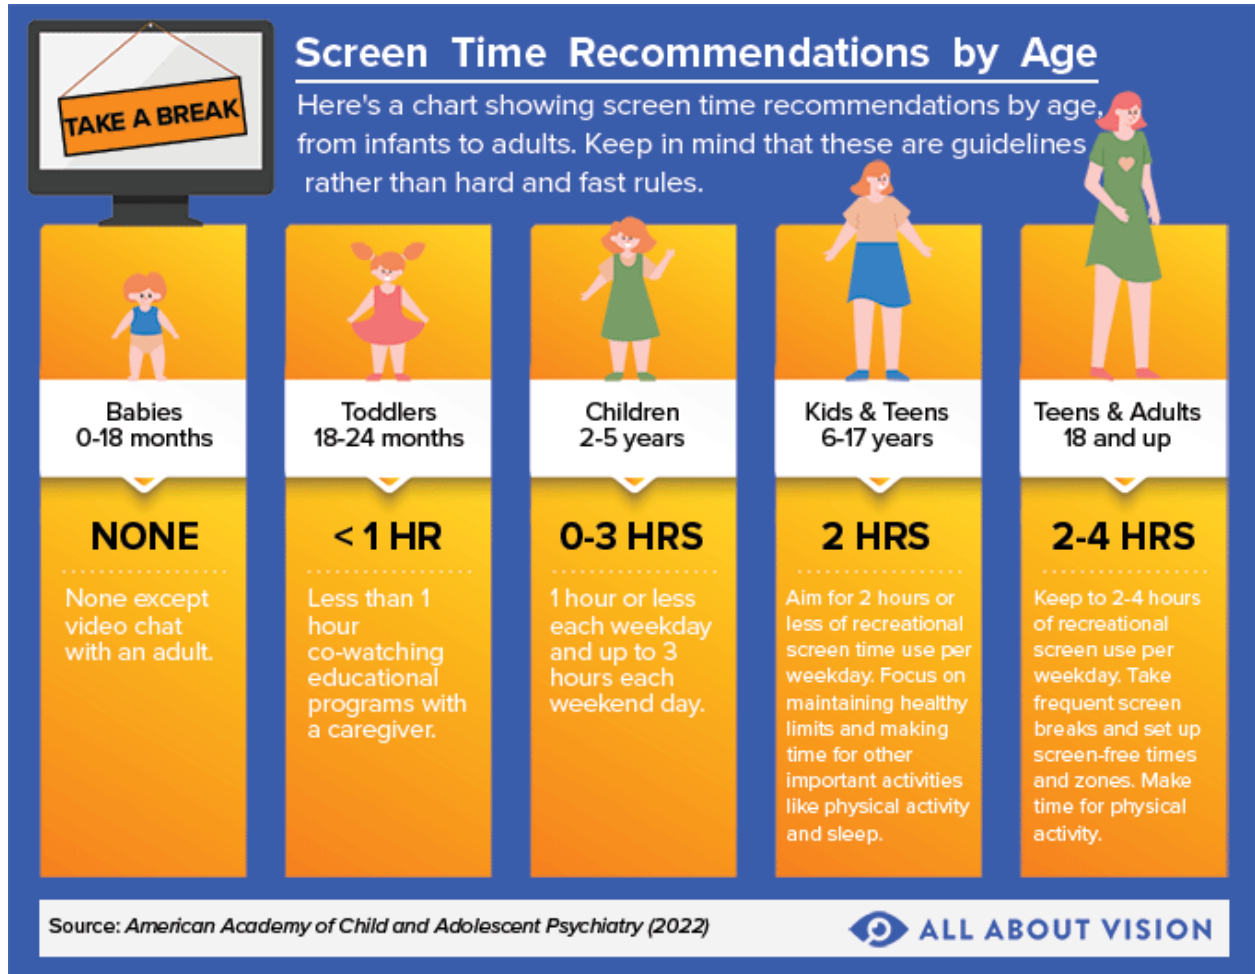 TAKE A BREAK
Screen Time Recommendations by Age
Here's a chart showing screen time recommendations by age,
from infants to adults. Keep in mind that these are guidelines
rather than hard and fast rules.
Babies
0-18 months
NONE
None except
video chat
with an adult.
Toddlers
18-24 months
< 1 HR
Less than 1
hour
co-watching
educational
programs with
a caregiver.
Children
2-5 years
0-3 HRS
1 hour or less
each weekday
and up to 3
hours each
weekend day.
Kids & Teens
6-17 years
2 HRS
Aim for 2 hours or
less of recreational
screen time use per
weekday. Focus on
maintaining healthy
limits and making
time for other
important activities
like physical activity
and sleep.
Teens & Adults
18 and up
2-4 HRS
Keep to 2-4 hours
of recreational
screen use per
weekday. Take
frequent screen
breaks and set up
screen-free times
and zones. Make
time for physical
activity.
Source: American Academy of Child and Adolescent Psychiatry (2022)
ALL ABOUT VISION